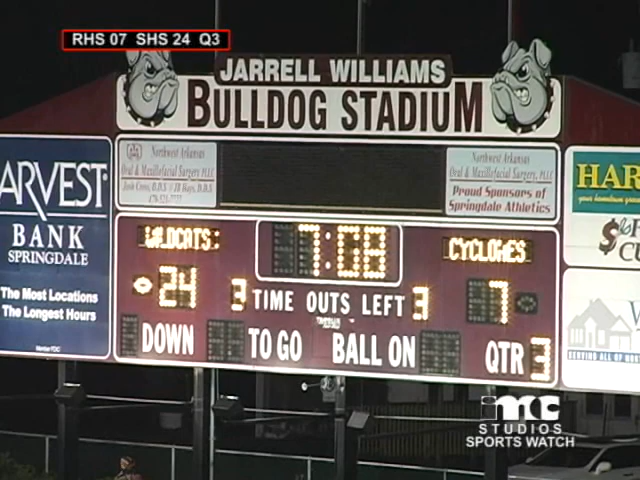 RHS 07 SHS 24 Q3
JARRELL WILLIAMS
BULLDOG STADIUM
Northwest Arkansas
Oral & Maxillofacial Surgery, PLLC
Northwest Arkansas
Oral & Maxillofacial Surgery, PLLC
Proud Sponsors of
Springdale Athletics
ARVEST
BANK
SPRINGDALE
The Most Locations
The Longest Hours
Member FDIC
HAR
WILDCATS
7:08
CYCLONES
24
3 TIME OUTS LEFT 3
7
DOWN TO GO BALL ON QTR 3
STUDIOS
SPORTS WATCH